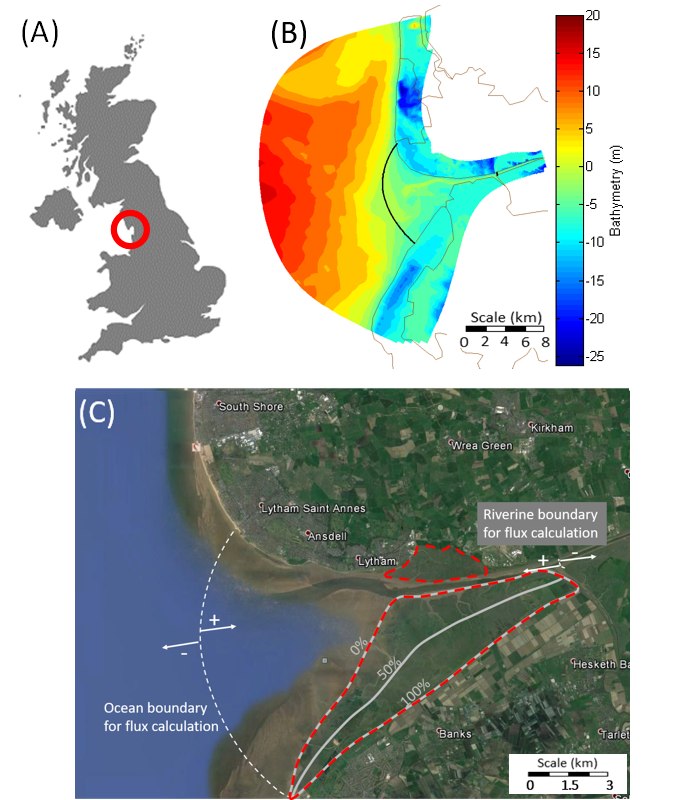 (A)
(B)
20
15
10
5
0
-5
-10
-15
-20
-25
Bathymetry (m)
Scale (km)
0 2 4 6 8
(C)
South Shore
Kirkham
Wrea Green
Lytham Saint Annes
Ansdell
Lytham
Riverine boundary
for flux calculation
+ -
+
-
0%
50%
100%
Ocean boundary
for flux calculation
Hesketh Ba
Banks
Tarlet
Scale (km)
0 1.5 3